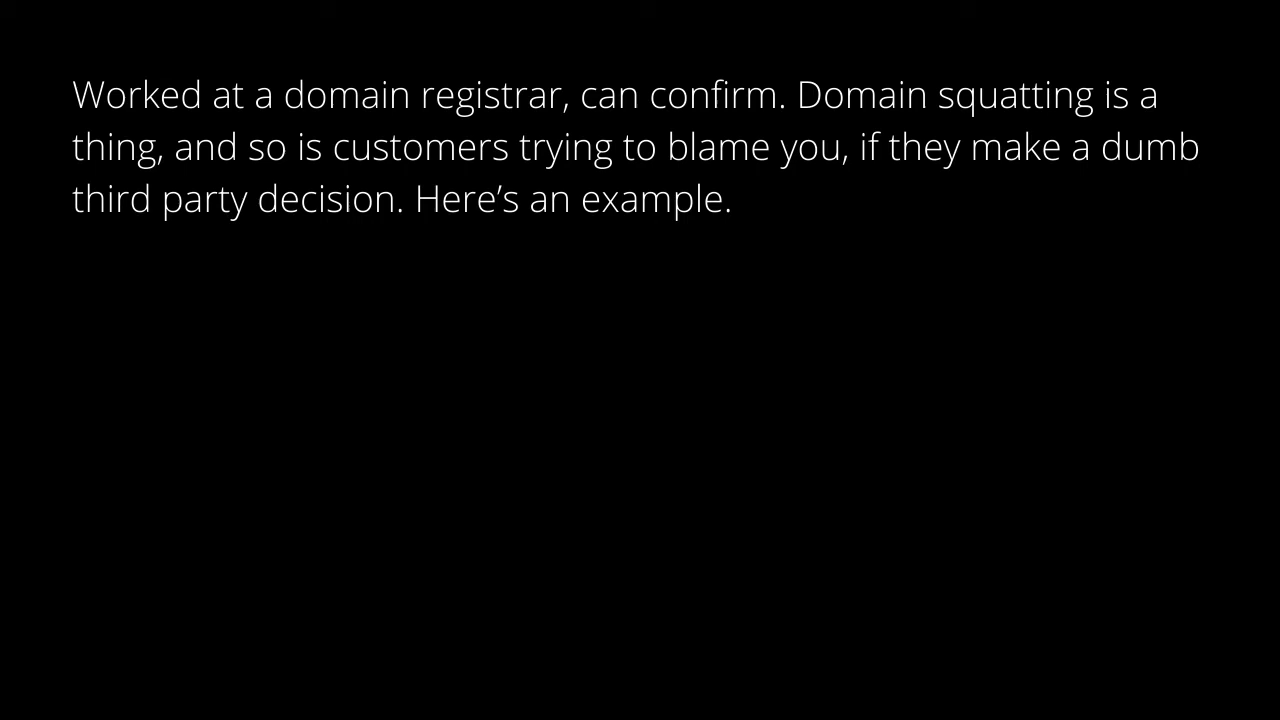 Worked at a domain registrar, can confirm. Domain squatting is a
thing, and so is customers trying to blame you, if they make a dumb
third party decision. Here’s an example.